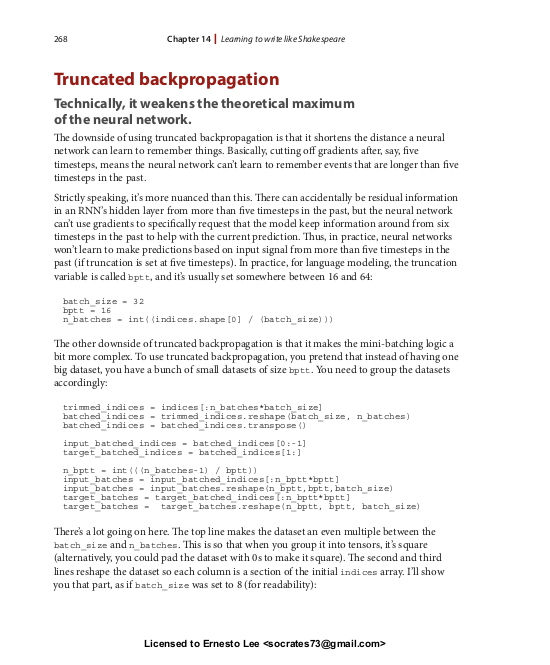 268
Chapter 14 | Learning to write like Shakespeare
Truncated backpropagation
Technically, it weakens the theoretical maximum
of the neural network.
The downside of using truncated backpropagation is that it shortens the distance a neural
network can learn to remember things. Basically, cutting off gradients after, say, five
timesteps, means the neural network can't learn to remember events that are longer than five
timesteps in the past.
Strictly speaking, it's more nuanced than this. There can accidentally be residual information
in an RNN's hidden layer from more than five timesteps in the past, but the neural network
can't use gradients to specifically request that the model keep information around from six
timesteps in the past to help with the current prediction. Thus, in practice, neural networks
won't learn to make predictions based on input signal from more than five timesteps in the
past (if truncation is set at five timesteps). In practice, for language modeling, the truncation
variable is called bptt, and it's usually set somewhere between 16 and 64:
batch_size = 32
bptt = 16
n_batches = int((indices.shape[0] / (batch_size)))
The other downside of truncated backpropagation is that it makes the mini-batching logic a
bit more complex. To use truncated backpropagation, you pretend that instead of having one
big dataset, you have a bunch of small datasets of size bptt. You need to group the datasets
accordingly:
trimmed_indices = indices[:n_batches*batch_size]
batched_indices = trimmed_indices.reshape(batch_size, n_batches)
batched_indices = batched_indices.transpose()
input_batched_indices = batched_indices[0:-1]
target_batched_indices = batched_indices[1:]
n_bptt = int(((n_batches-1) / bptt))
input_batches = input_batched_indices[:n_bptt*bptt]
input_batches = input_batches.reshape(n_bptt,bptt,batch_size)
target_batches = target_batched_indices[:n_bptt*bptt]
target_batches =  target_batches.reshape(n_bptt, bptt, batch_size)
There's a lot going on here. The top line makes the dataset an even multiple between the
batch_size and n_batches. This is so that when you group it into tensors, it's square
(alternatively, you could pad the dataset with 0s to make it square). The second and third
lines reshape the dataset so each column is a section of the initial indices array. I'll show
you that part, as if batch_size was set to 8 (for readability):
Licensed to Ernesto Lee <socrates73@gmail.com>